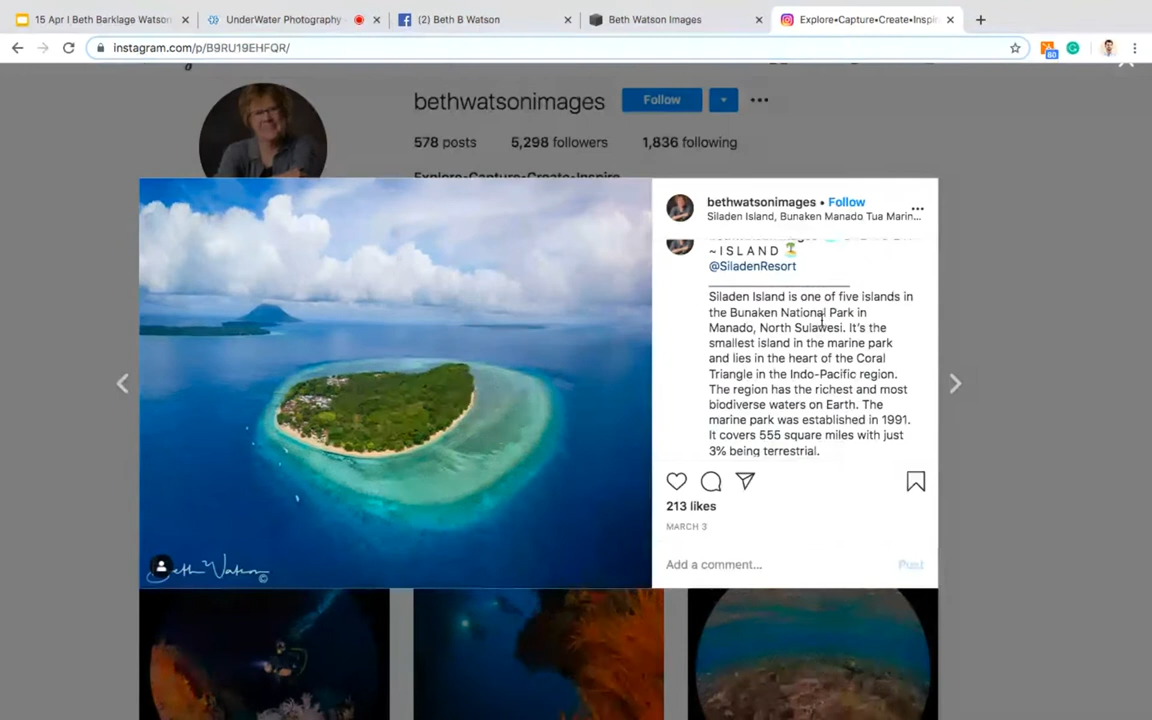 15 Apr I Beth Barklage Watson
UnderWater Photography -
(2) Beth B Watson
Beth Watson Images
Explore•Capture•Create•Inspir
instagram.com/p/B9RU19EHFQR/
60
bethwatsonimages
Follow
578 posts
5,298 followers
1,836 following
Explore•Capture•Create•Inspire
bethwatsonimages • Follow
Siladen Island, Bunaken Manado Tua Marin...
~ I S L A N D
@SiladenResort
Siladen Island is one of five islands in
the Bunaken National Park in
Manado, North Sulawesi. It's the
smallest island in the marine park
and lies in the heart of the Coral
Triangle in the Indo-Pacific region.
The region has the richest and most
biodiverse waters on Earth. The
marine park was established in 1991.
It covers 555 square miles with just
3% being terrestrial.
213 likes
MARCH 3
Add a comment...
Post
Beth Watson ©